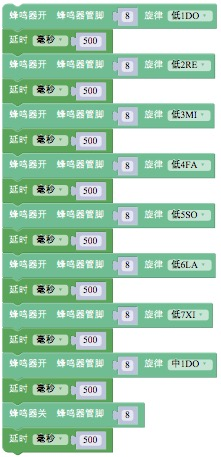 蜂鸣器开 蜂鸣器管脚 8 旋律 低1DO
延时 毫秒 500
蜂鸣器开 蜂鸣器管脚 8 旋律 低2RE
延时 毫秒 500
蜂鸣器开 蜂鸣器管脚 8 旋律 低3MI
延时 毫秒 500
蜂鸣器开 蜂鸣器管脚 8 旋律 低4FA
延时 毫秒 500
蜂鸣器开 蜂鸣器管脚 8 旋律 低5SO
延时 毫秒 500
蜂鸣器开 蜂鸣器管脚 8 旋律 低6LA
延时 毫秒 500
蜂鸣器开 蜂鸣器管脚 8 旋律 低7XI
延时 毫秒 500
蜂鸣器开 蜂鸣器管脚 8 旋律 中1DO
延时 毫秒 500
蜂鸣器关 蜂鸣器管脚 8
延时 毫秒 500